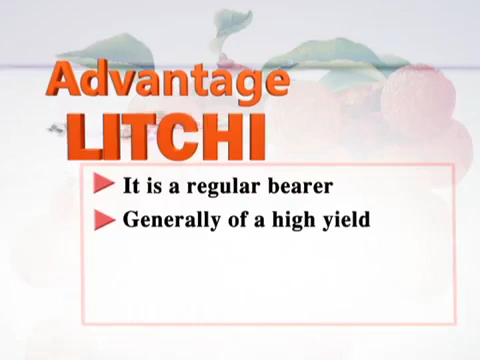 Advantage
LITCHI
It is a regular bearer
Generally of a high yield